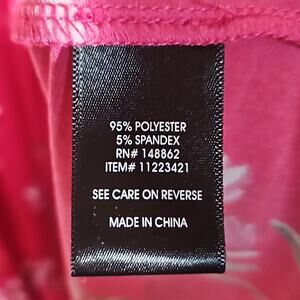 95% POLYESTER
5% SPANDEX
RN# 148862
ITEM# 11223421
SEE CARE ON REVERSE
MADE IN CHINA